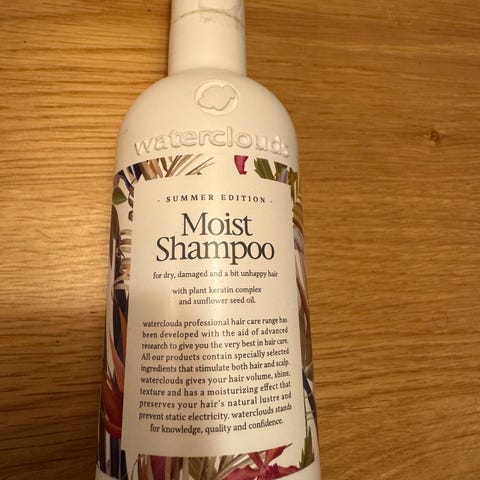 waterclouds
- SUMMER EDITION -
Moist
Shampoo
for dry, damaged and a bit unhappy hair
with plant keratin complex
and sunflower seed oil.
waterclouds professional hair care range has
been developed with the aid of advanced
research to give you the very best in hair care.
All our products contain specially selected
ingredients that stimulate both hair and scalp.
waterclouds gives your hair volume, shine,
texture and has a moisturizing effect that
preserves your hair's natural lustre and
prevent static electricity. waterclouds stands
for knowledge, quality and confidence.